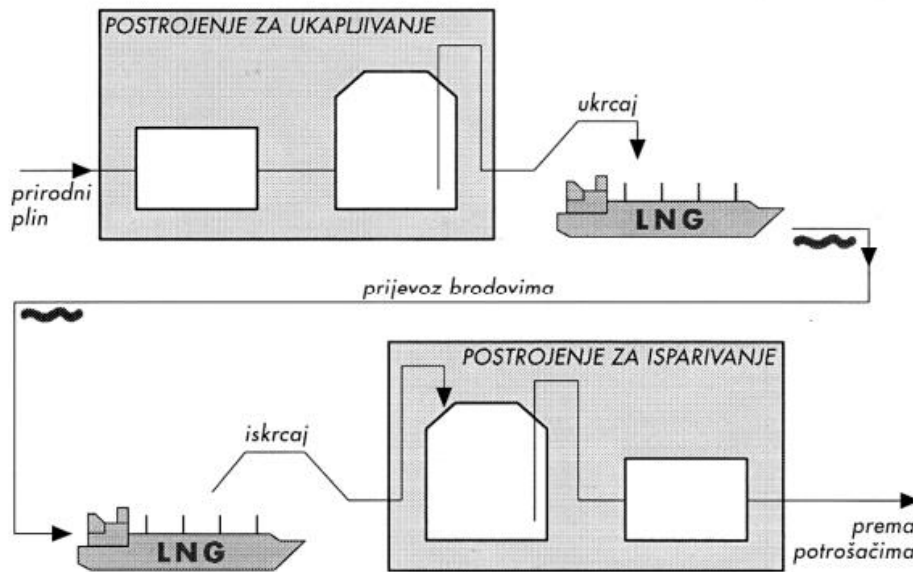 POSTROJENJE ZA UKAPLJIVANJE
ukrcaj
prirodni
plin
LNG
prijevoz brodovima
POSTROJENJE ZA ISPARIVANJE
iskrcaj
LNG
prema
potrošačima